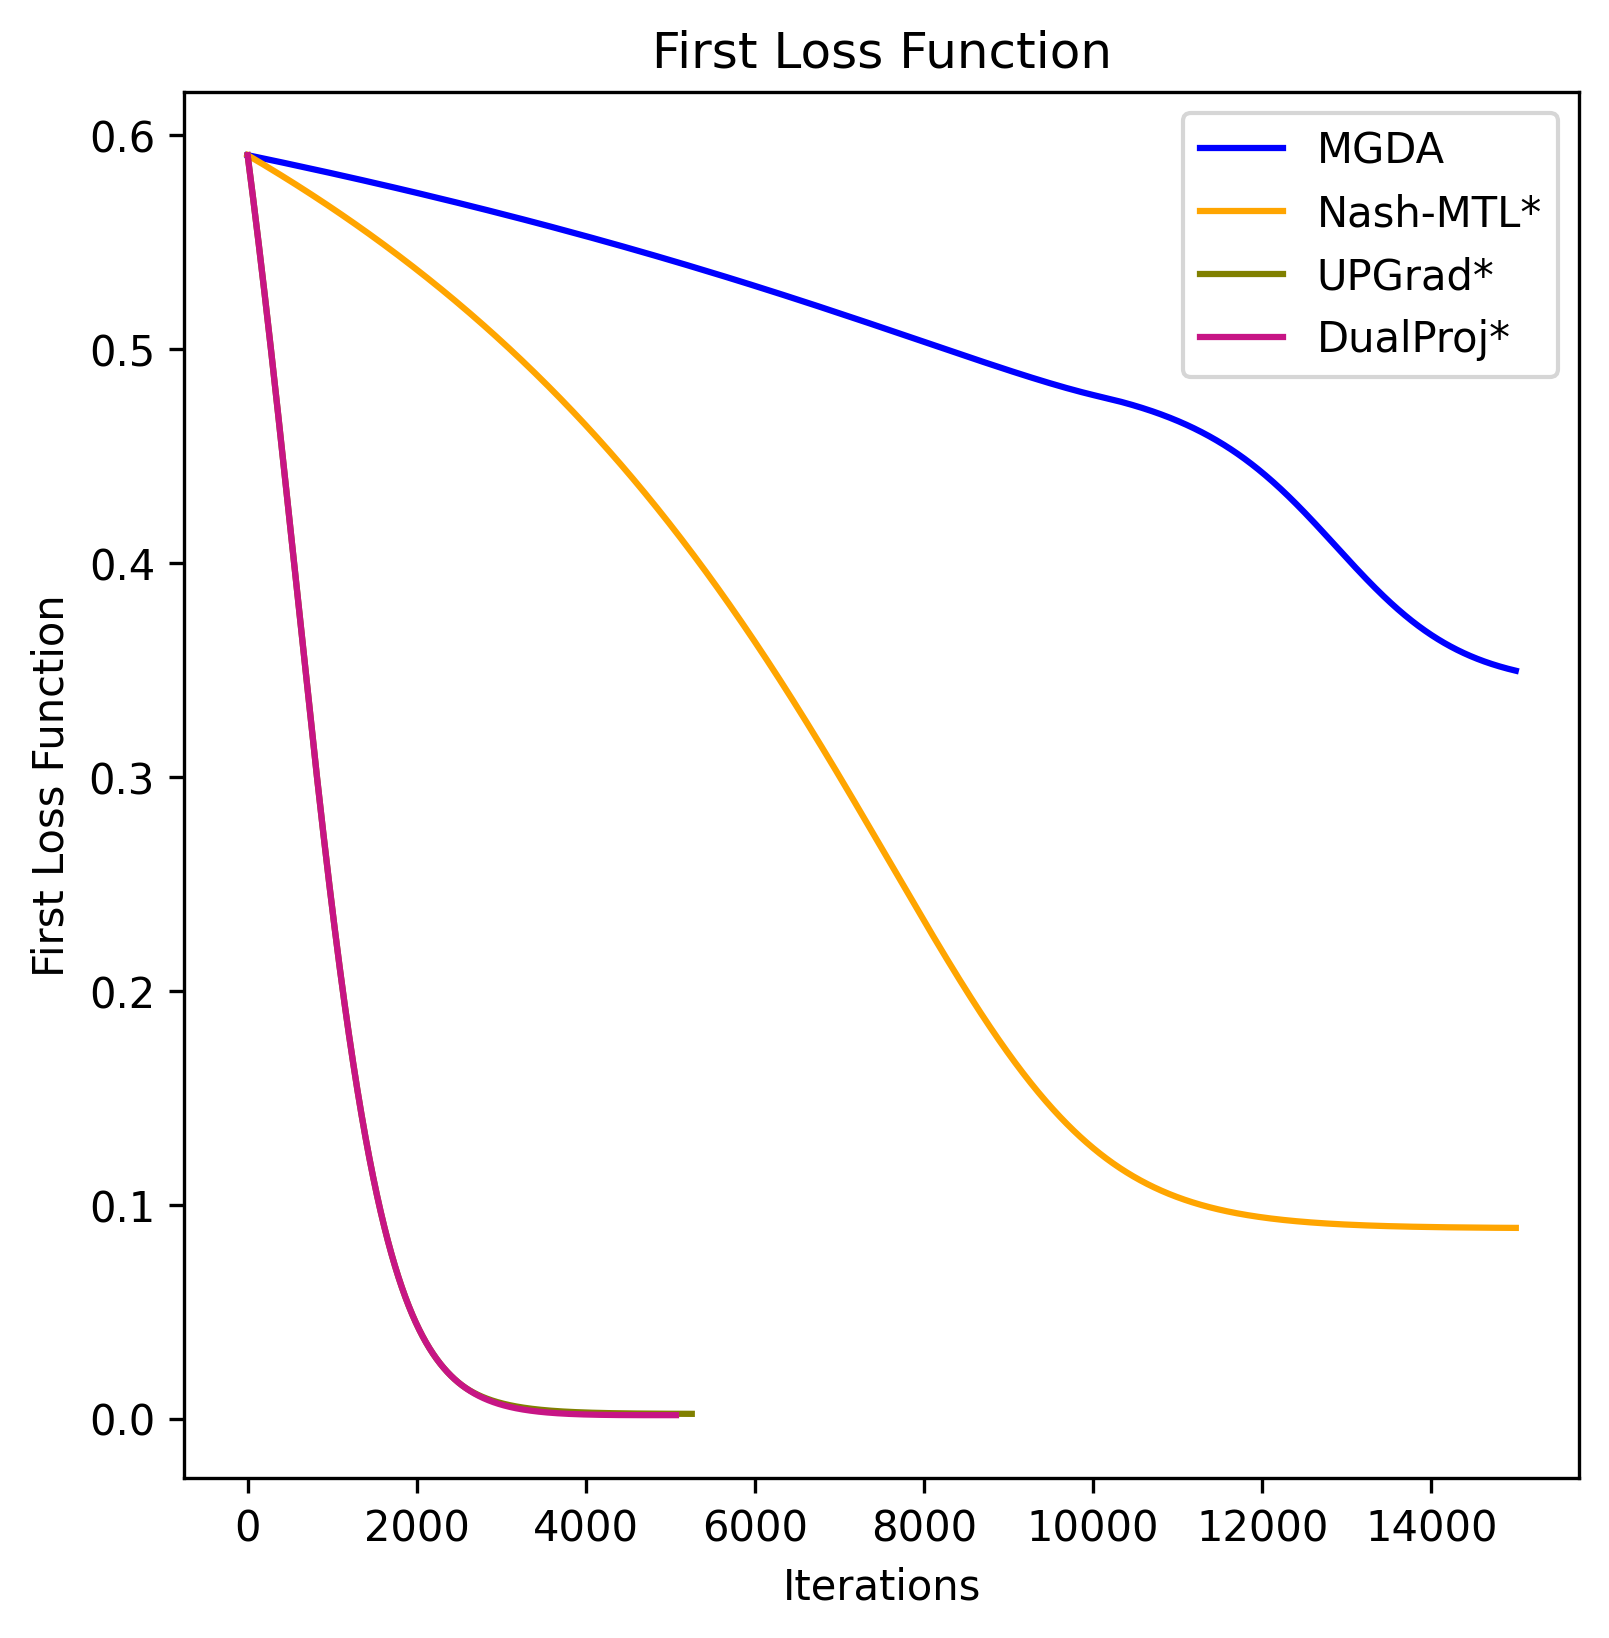 First Loss Function
MGDA
Nash-MTL*
UPGrad*
DualProj*
First Loss Function
0.6
0.5
0.4
0.3
0.2
0.1
0.0
0 2000 4000 6000 8000 10000 12000 14000
Iterations